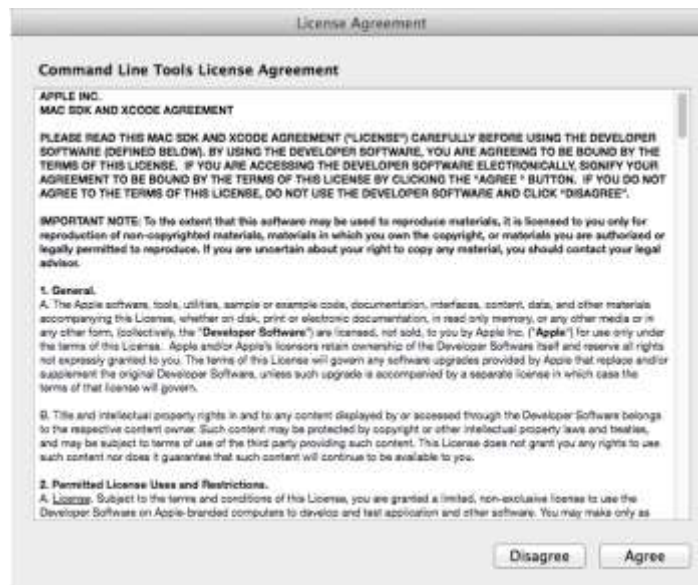 License Agreement
Command Line Tools License Agreement
APPLE INC.
MAC SDK AND XCODE AGREEMENT
PLEASE READ THIS MAC SDK AND XCODE AGREEMENT ("LICENSE") CAREFULLY BEFORE USING THE DEVELOPER
SOFTWARE (DEFINED BELOW). BY USING THE DEVELOPER SOFTWARE, YOU ARE AGREEING TO BE BOUND BY THE
TERMS OF THIS LICENSE. IF YOU ARE ACCESSING THE DEVELOPER SOFTWARE ELECTRONICALLY, SIGNIFY YOUR
AGREEMENT TO BE BOUND BY THE TERMS OF THIS LICENSE BY CLICKING THE "AGREE " BUTTON. IF YOU DO NOT
AGREE TO THE TERMS OF THIS LICENSE, DO NOT USE THE DEVELOPER SOFTWARE AND CLICK "DISAGREE".
IMPORTANT NOTE: To the extent that this software may be used to reproduce materials, it is licensed to you only for
reproduction of non-copyrighted materials, materials in which you own the copyright, or materials you are authorized or
legally permitted to reproduce. If you are uncertain about your right to copy any material, you should contact your legal
advisor.
1. General.
A. The Apple software, tools, utilities, sample or example code, documentation, interfaces, content, data, and other materials
accompanying this License, whether on disk, print or electronic documentation, in read only memory, or any other media or in
any other form, (collectively, the "Developer Software") are licensed, not sold, to you by Apple Inc. ("Apple") for use only under
the terms of this License. Apple and/or Apple's licensors retain ownership of the Developer Software itself and reserve all rights
not expressly granted to you. The terms of this License will govern any software upgrades provided by Apple that replace and/or
supplement the original Developer Software, unless such upgrade is accompanied by a separate license in which case the
terms of that license will govern.
B. Title and intellectual property rights in and to any content displayed by or accessed through the Developer Software belongs
to the respective content owner. Such content may be protected by copyright or other intellectual property laws and treaties,
and may be subject to terms of use of the third party providing such content. This License does not grant you any rights to use
such content nor does it guarantee that such content will continue to be available to you.
2. Permitted License Uses and Restrictions.
A. License. Subject to the terms and conditions of this License, you are granted a limited, non-exclusive license to use the
Developer Software on Apple-branded computers to develop and test application and other software. You may make only as
Disagree
Agree